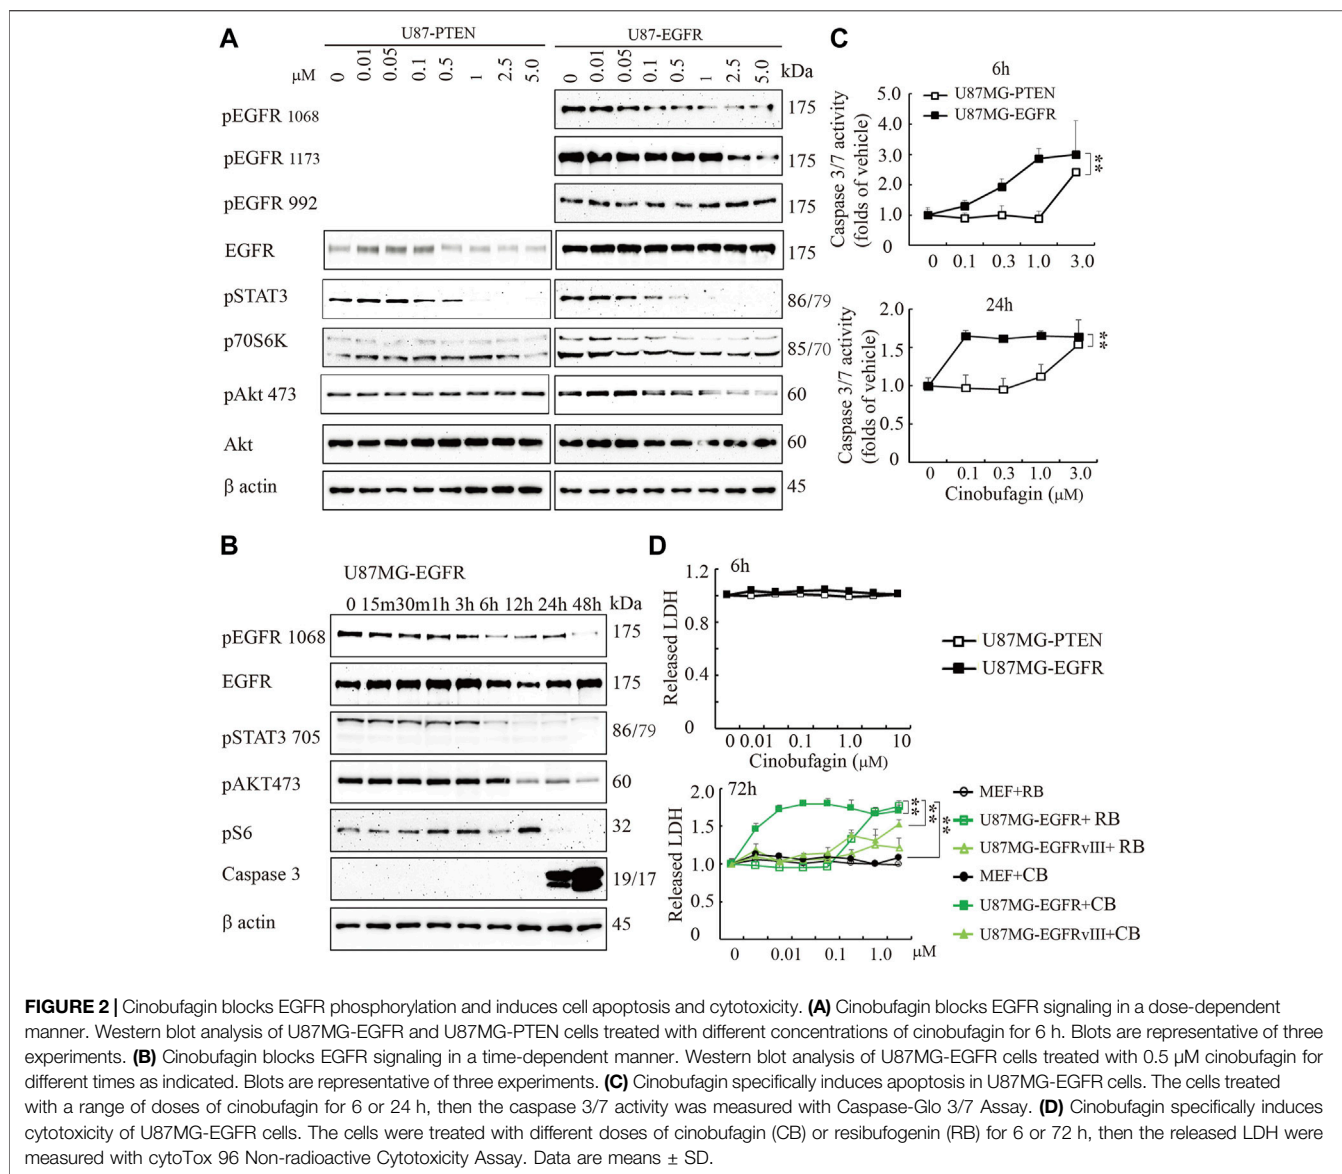 A
U87-PTEN
U87-EGFR
μM
0 0.01 0.05 0.1 0.5 1 2.5 5.0
0 0.01 0.05 0.1 0.5 1 2.5 5.0
kDa
pEGFR 1068
175
pEGFR 1173
175
pEGFR 992
175
EGFR
175
pSTAT3
86/79
p70S6K
85/70
pAkt 473
60
Akt
60
β actin
45
C
6h
U87MG-PTEN
U87MG-EGFR
Caspase 3/7 activity
(folds of vehicle)
5.0
4.0
3.0
2.0
1.0
0
**
0 0.1 0.3 1.0 3.0
24h
Caspase 3/7 activity
(folds of vehicle)
2.0
1.5
1.0
0.5
0
**
0 0.1 0.3 1.0 3.0
Cinobufagin (μM)
B
U87MG-EGFR
0 15m30m1h 3h 6h 12h 24h 48h kDa
pEGFR 1068
175
EGFR
175
pSTAT3 705
86/79
pAKT473
60
pS6
32
Caspase 3
19/17
β actin
45
D
6h
Released LDH
1.2
0.8
0.4
0
0 0.01 0.1 1.0 10
Cinobufagin (μM)
U87MG-PTEN
U87MG-EGFR
72h
Released LDH
2.0
1.5
1.0
0.5
0
**
**
**
0 0.01 0.1 1.0 μM
MEF+RB
U87MG-EGFR+ RB
U87MG-EGFRvIII+ RB
MEF+CB
U87MG-EGFR+CB
U87MG-EGFRvIII+CB
FIGURE 2 | Cinobufagin blocks EGFR phosphorylation and induces cell apoptosis and cytotoxicity. (A) Cinobufagin blocks EGFR signaling in a dose-dependent
manner. Western blot analysis of U87MG-EGFR and U87MG-PTEN cells treated with different concentrations of cinobufagin for 6 h. Blots are representative of three
experiments. (B) Cinobufagin blocks EGFR signaling in a time-dependent manner. Western blot analysis of U87MG-EGFR cells treated with 0.5 μM cinobufagin for
different times as indicated. Blots are representative of three experiments. (C) Cinobufagin specifically induces apoptosis in U87MG-EGFR cells. The cells treated
with a range of doses of cinobufagin for 6 or 24 h, then the caspase 3/7 activity was measured with Caspase-Glo 3/7 Assay. (D) Cinobufagin specifically induces
cytotoxicity of U87MG-EGFR cells. The cells were treated with different doses of cinobufagin (CB) or resibufogenin (RB) for 6 or 72 h, then the released LDH were
measured with cytoTox 96 Non-radioactive Cytotoxicity Assay. Data are means ± SD.